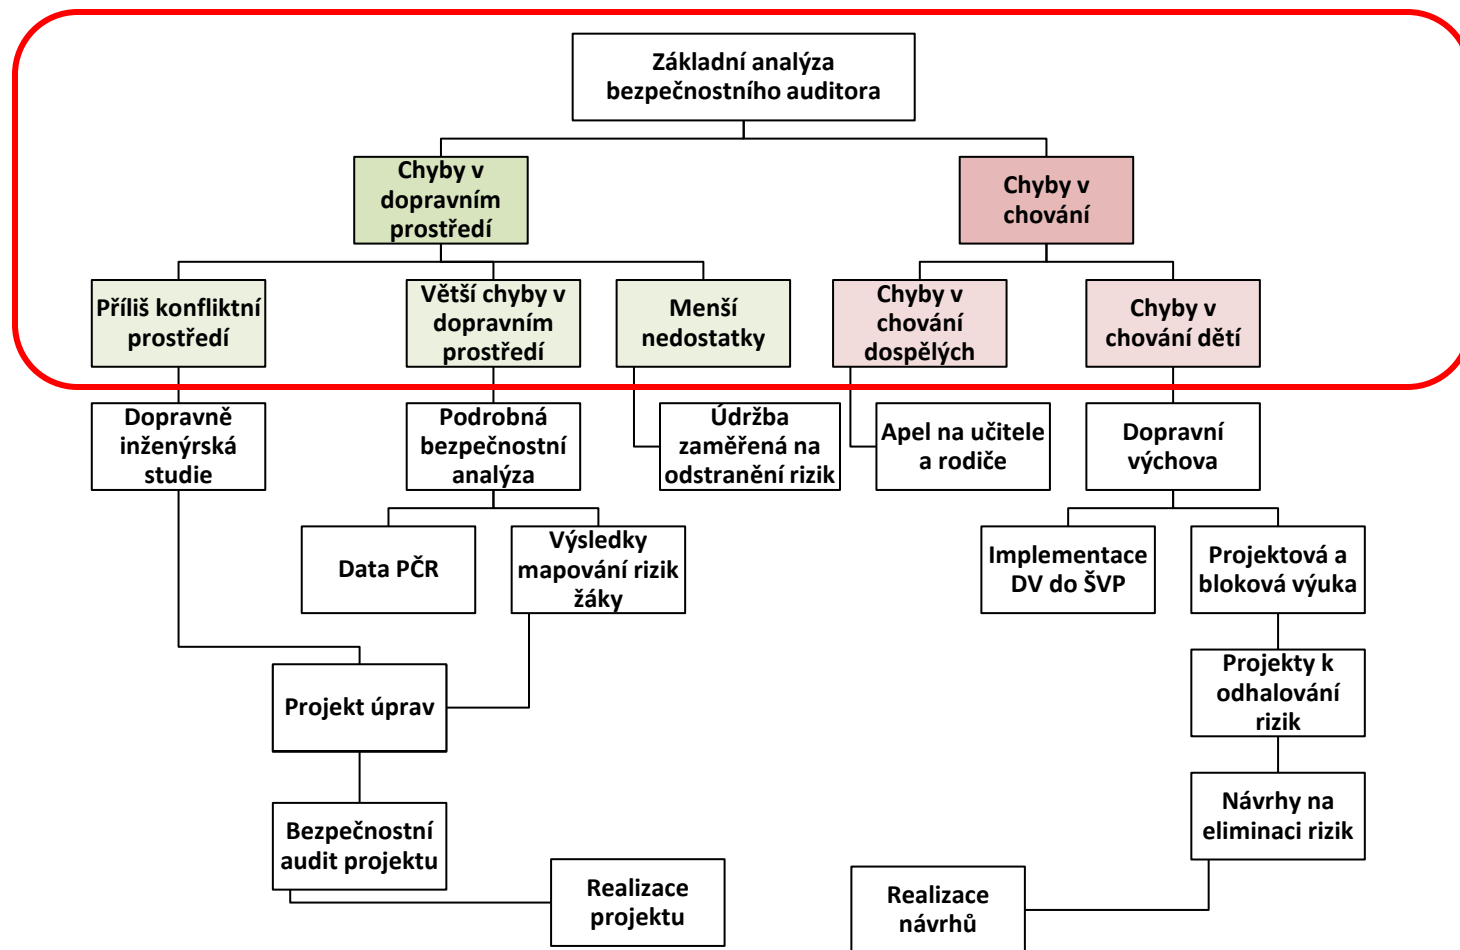 Základní analýza
bezpečnostního auditora
Chyby v
dopravním
prostředí
Chyby v
chování
Příliš konfliktní
prostředí
Větší chyby v
dopravním
prostředí
Menší
nedostatky
Chyby v
chování
dospělých
Chyby v
chování dětí
Dopravně
inženýrská
studie
Podrobná
bezpečnostní
analýza
Údržba
zaměřená na
odstranění rizik
Apel na učitele
a rodiče
Dopravní
výchova
Data PČR
Výsledky
mapování rizik
žáky
Implementace
DV do ŠVP
Projektová a
bloková výuka
Projekt úprav
Projekty k
odhalování
rizik
Bezpečnostní
audit projektu
Návrhy na
eliminaci rizik
Realizace
projektu
Realizace
návrhů